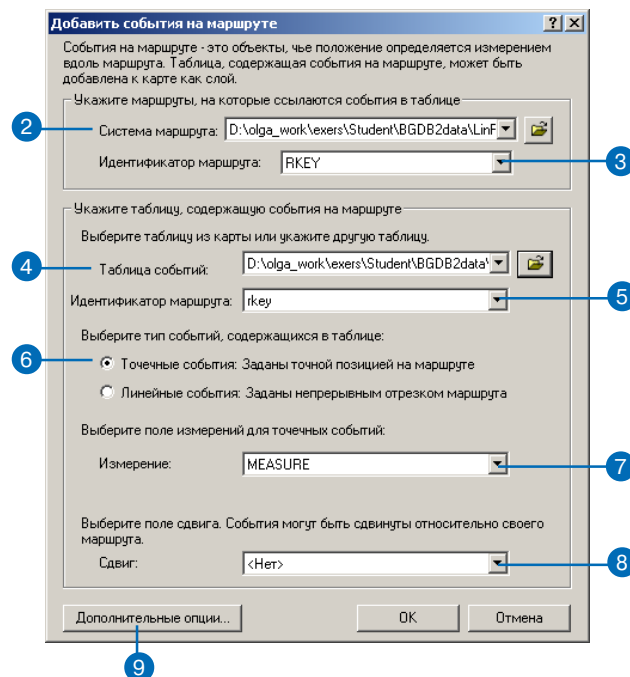 Добавить события на маршруте
События на маршруте - это объекты, чье положение определяется измерением
вдоль маршрута. Таблица, содержащая события на маршруте, может быть
добавлена к карте как слой.
Укажите маршруты, на которые ссылаются события в таблице
2
Система маршрута: D:\olga_work\exers\Student\BGDB2data\LinF
Идентификатор маршрута: RKEY
3
Укажите таблицу, содержащую события на маршруте
Выберите таблицу из карты или укажите другую таблицу.
4
Таблица событий: D:\olga_work\exers\Student\BGDB2data\
Идентификатор маршрута: rkey
5
Выберите тип событий, содержащихся в таблице:
6
Точечные события: Заданы точной позицией на маршруте
Линейные события: Заданы непрерывным отрезком маршрута
Выберите поле измерений для точечных событий:
Измерение: MEASURE
7
Выберите поле сдвига. События могут быть сдвинуты относительно своего
маршрута.
Сдвиг: <Нет>
8
Дополнительные опции... OK Отмена
9